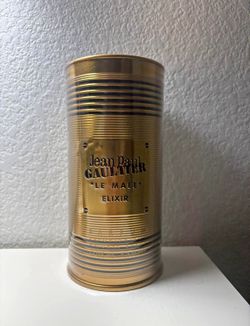 Jean Paul
GAULTIER
"LE MALE"
ELIXIR